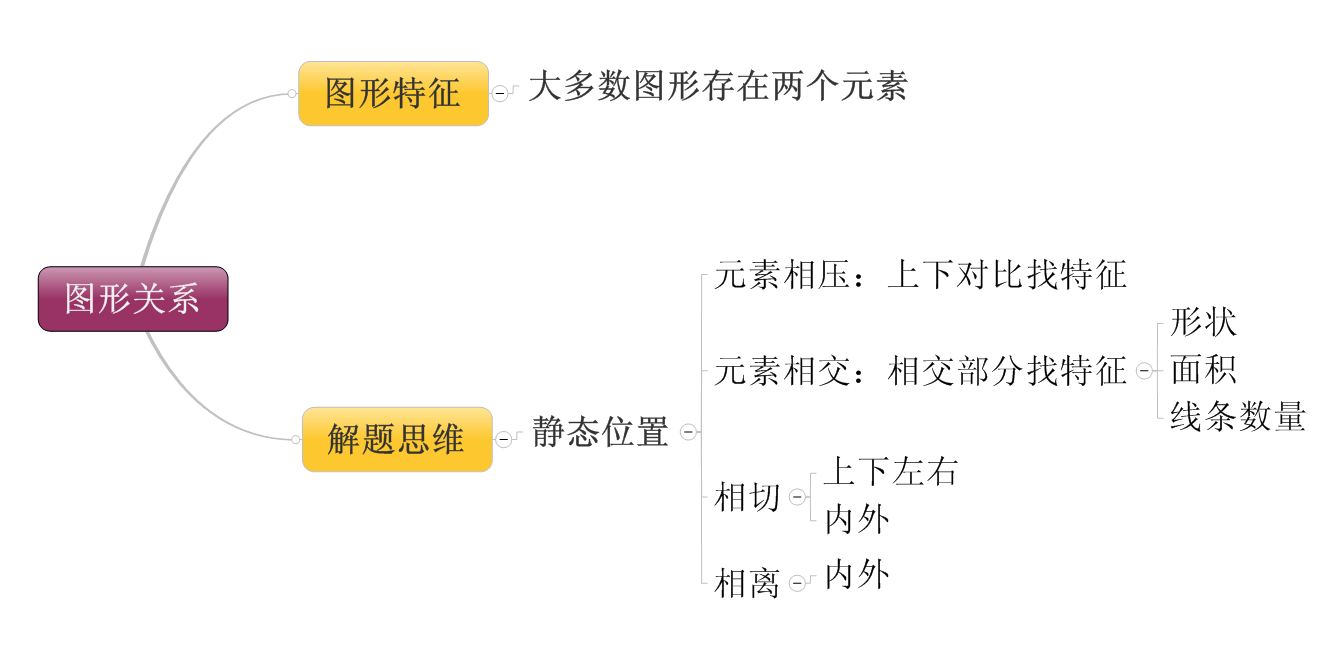 图形关系
图形特征
大多数图形存在两个元素
解题思维
静态位置
元素相压：上下对比找特征
元素相交：相交部分找特征
形状
面积
线条数量
相切
上下左右
内外
相离
内外